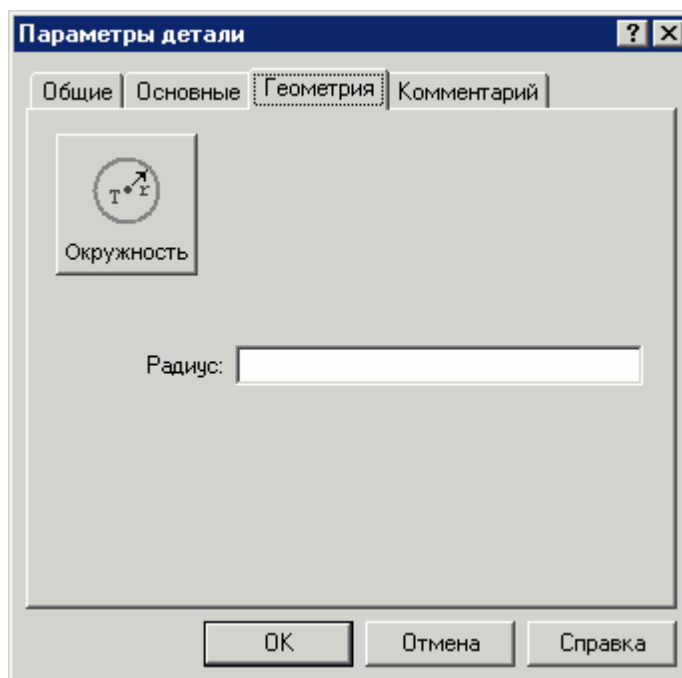 Параметры детали
Общие Основные Геометрия Комментарий
T r
Окружность
Радиус:
OK Отмена Справка